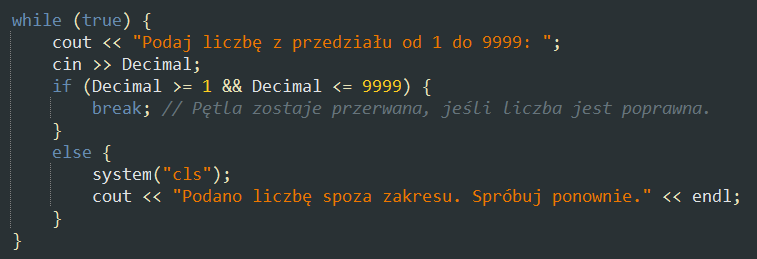 while (true) {
    cout << "Podaj liczbę z przedziału od 1 do 9999: ";
    cin >> Decimal;
    if (Decimal >= 1 && Decimal <= 9999) {
        break; // Pętla zostaje przerwana, jeśli liczba jest poprawna.
    }
    else {
        system("cls");
        cout << "Podano liczbę spoza zakresu. Spróbuj ponownie." << endl;
    }
}